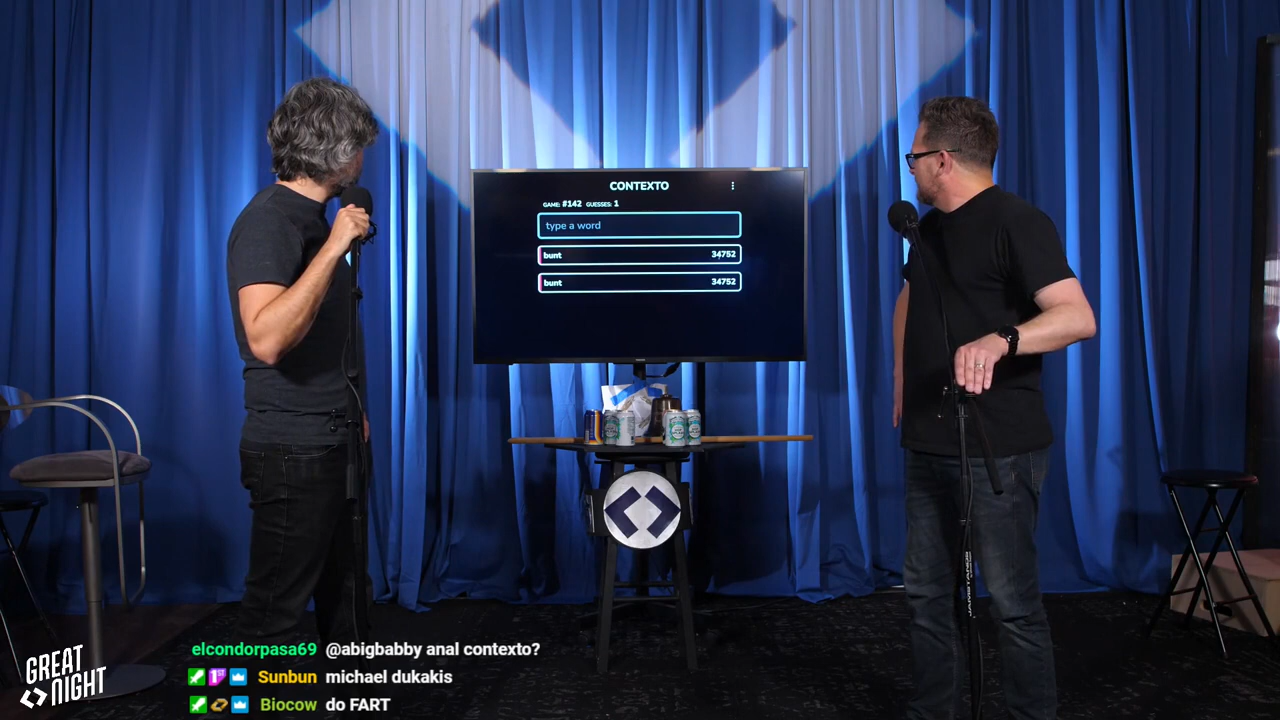 CONTEXTO
GAME: #142 GUESSES: 1
type a word
bunt 34752
bunt 34752
elcondorpasa69 @abigbabby anal contexto?
Sunbun michael dukakis
Biocow do FART
GREAT
NIGHT